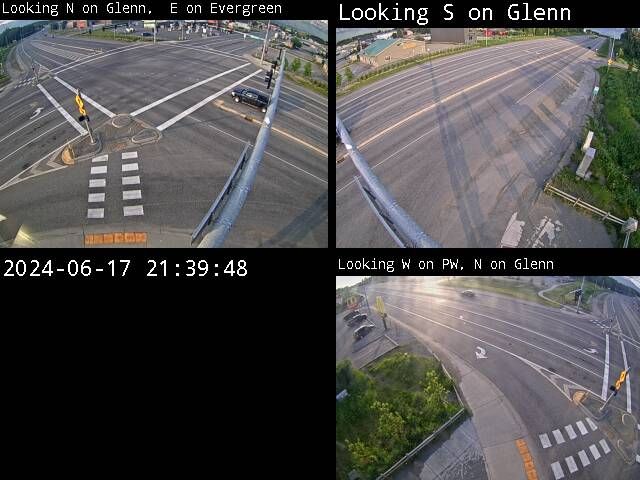 Looking N on Glenn,  E on Evergreen
Looking S on Glenn
2024-06-17 21:39:48
Looking W on PW, N on Glenn